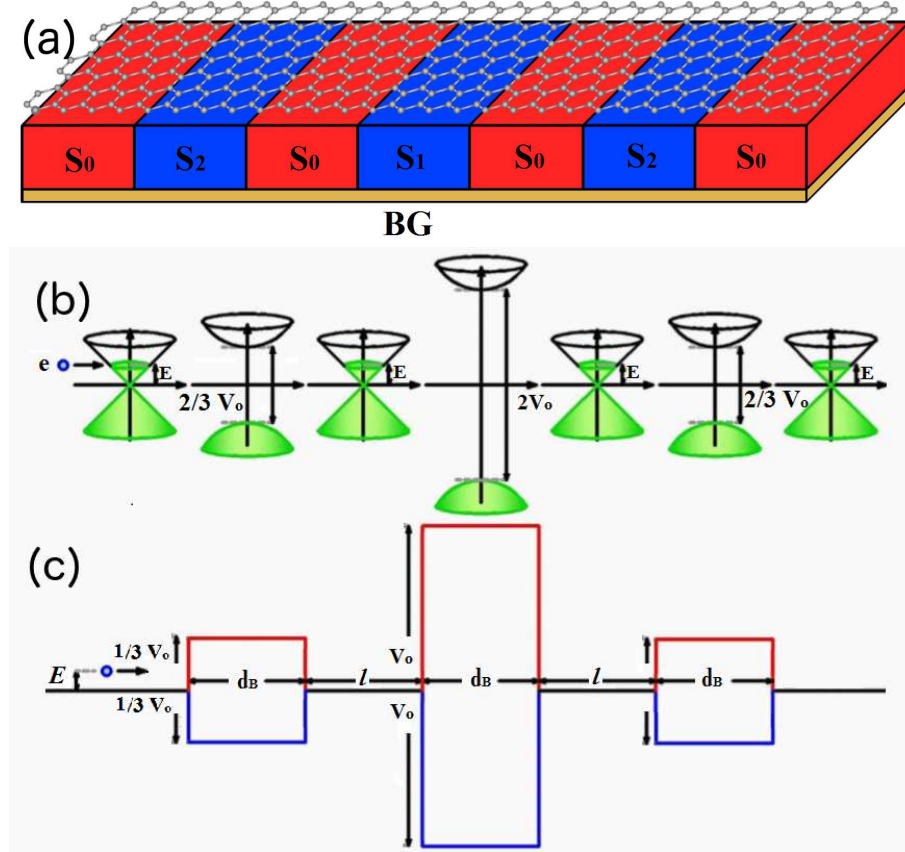 (a)
S0 S2 S0 S1 S0 S2 S0
BG
(b)
e E E E E
2/3 Vo 2Vo 2/3 Vo
(c)
1/3 Vo Vo
E
dB l dB l dB
1/3 Vo Vo